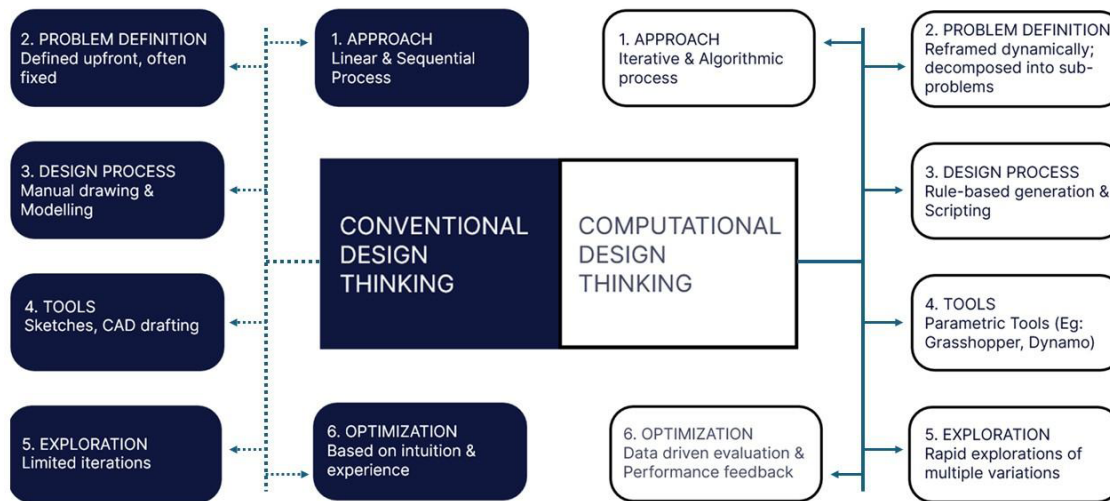 2. PROBLEM DEFINITION
Defined upfront, often
fixed
1. APPROACH
Linear & Sequential
Process
3. DESIGN PROCESS
Manual drawing &
Modelling
4. TOOLS
Sketches, CAD drafting
5. EXPLORATION
Limited iterations
6. OPTIMIZATION
Based on intuition &
experience
CONVENTIONAL
DESIGN
THINKING
COMPUTATIONAL
DESIGN
THINKING
1. APPROACH
Iterative & Algorithmic
process
2. PROBLEM DEFINITION
Reframed dynamically;
decomposed into sub-
problems
3. DESIGN PROCESS
Rule-based generation &
Scripting
4. TOOLS
Parametric Tools (Eg:
Grasshopper, Dynamo)
5. EXPLORATION
Rapid explorations of
multiple variations
6. OPTIMIZATION
Data driven evaluation &
Performance feedback